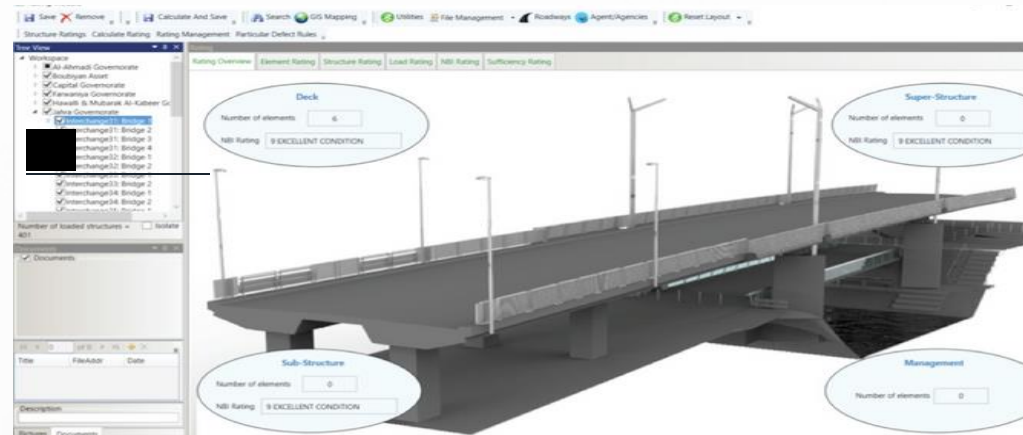 Save Remove Calculate And Save Search GIS Mapping Utilities File Management Roadways Agent/Agencies Reset Layout
Structure Ratings Calculate Rating Rating Management Particular Defect Rules
Tree View
Rating
Workspace
Al-Ahmadi Governorate
Boubiyan Asset
Capital Governorate
Farwaniya Governorate
Hawalli & Mubarak Al-Kabeer Go
Jahra Governorate
Interchange31: Bridge 1
Interchange31: Bridge 2
Interchange31: Bridge 3
Interchange31: Bridge 4
Interchange32: Bridge 1
Interchange32: Bridge 2
Interchange33: Bridge 2
Interchange34: Bridge 1
Interchange34: Bridge 2
Number of loaded structures = Isolate
401
Documents
Documents
0 of 0
Title FileAddr Date
Description
Pictures Documents
Rating Overview Element Rating Structure Rating Load Rating NBI Rating Sufficiency Rating
Deck
Number of elements 6
NBI Rating 9 EXCELLENT CONDITION
Super-Structure
Number of elements 0
NBI Rating 9 EXCELLENT CONDITION
Sub-Structure
Number of elements 0
NBI Rating 9 EXCELLENT CONDITION
Management
Number of elements 0